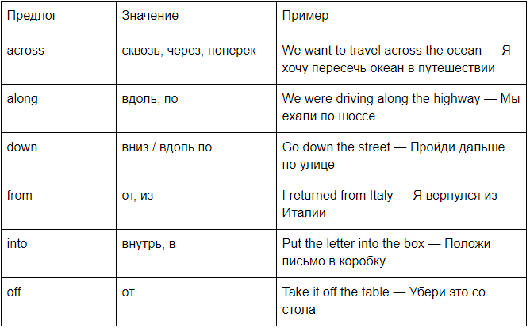 Предлог Значение Пример
across сквозь, через, поперек We want to travel across the ocean — Я
хочу пересечь океан в путешествии
along вдоль, по We were driving along the highway — Мы
ехали по шоссе
down вниз / вдоль по Go down the street — Пройди дальше
по улице
from от, из I returned from Italy — Я вернулся из
Италии
into внутрь, в Put the letter into the box — Положи
письмо в коробку
off от Take it off the table — Убери это со
стола